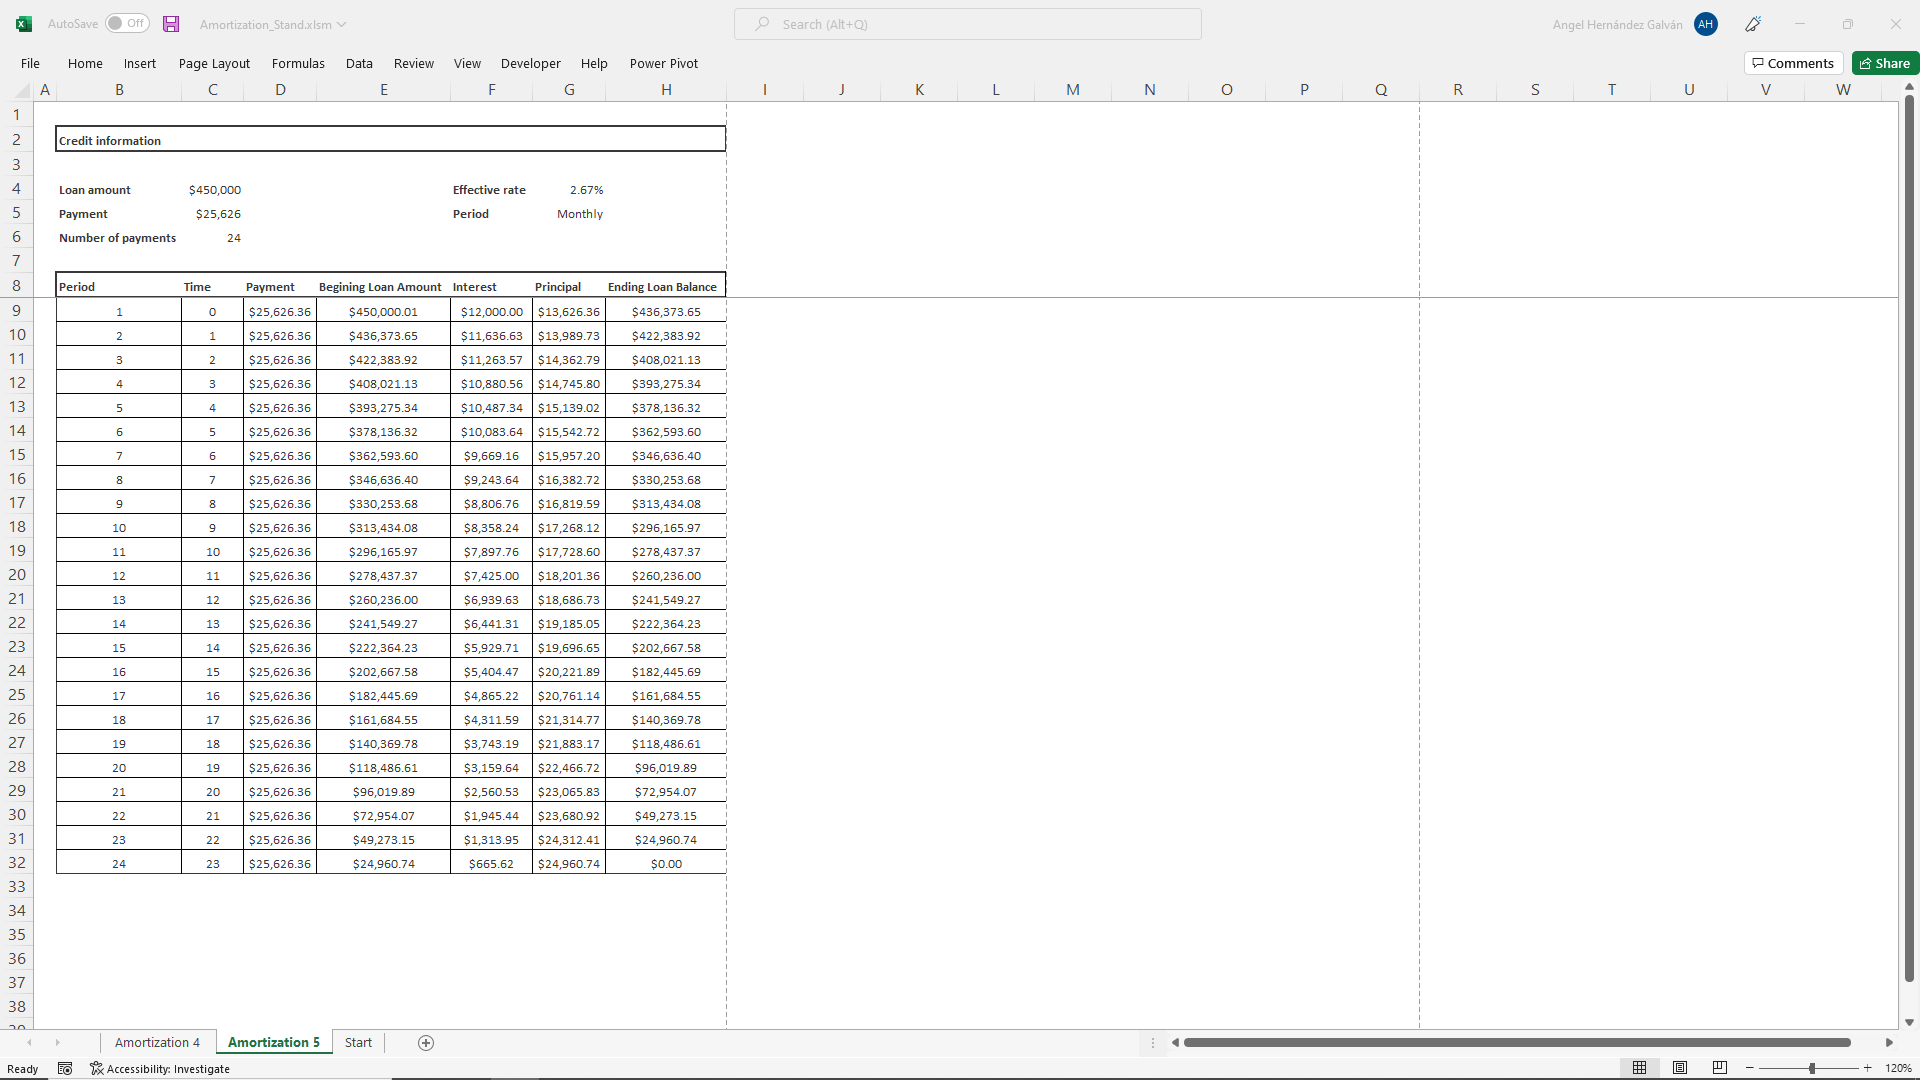 AutoSave Off Amortization_Stand.xlsm Search (Alt+Q) Angel Hernández Galván AH
File Home Insert Page Layout Formulas Data Review View Developer Help Power Pivot Comments Share
A B C D E F G H I J K L M N O P Q R S T U V W
1
2 Credit information
3
4 Loan amount $450,000 Effective rate 2.67%
5 Payment $25,626 Period Monthly
6 Number of payments 24
7
8 Period Time Payment Begining Loan Amount Interest Principal Ending Loan Balance
9 1 0 $25,626.36 $450,000.01 $12,000.00 $13,626.36 $436,373.65
10 2 1 $25,626.36 $436,373.65 $11,636.63 $13,989.73 $422,383.92
11 3 2 $25,626.36 $422,383.92 $11,263.57 $14,362.79 $408,021.13
12 4 3 $25,626.36 $408,021.13 $10,880.56 $14,745.80 $393,275.34
13 5 4 $25,626.36 $393,275.34 $10,487.34 $15,139.02 $378,136.32
14 6 5 $25,626.36 $378,136.32 $10,083.64 $15,542.72 $362,593.60
15 7 6 $25,626.36 $362,593.60 $9,669.16 $15,957.20 $346,636.40
16 8 7 $25,626.36 $346,636.40 $9,243.64 $16,382.72 $330,253.68
17 9 8 $25,626.36 $330,253.68 $8,806.76 $16,819.59 $313,434.08
18 10 9 $25,626.36 $313,434.08 $8,358.24 $17,268.12 $296,165.97
19 11 10 $25,626.36 $296,165.97 $7,897.76 $17,728.60 $278,437.37
20 12 11 $25,626.36 $278,437.37 $7,425.00 $18,201.36 $260,236.00
21 13 12 $25,626.36 $260,236.00 $6,939.63 $18,686.73 $241,549.27
22 14 13 $25,626.36 $241,549.27 $6,441.31 $19,185.05 $222,364.23
23 15 14 $25,626.36 $222,364.23 $5,929.71 $19,696.65 $202,667.58
24 16 15 $25,626.36 $202,667.58 $5,404.47 $20,221.89 $182,445.69
25 17 16 $25,626.36 $182,445.69 $4,865.22 $20,761.14 $161,684.55
26 18 17 $25,626.36 $161,684.55 $4,311.59 $21,314.77 $140,369.78
27 19 18 $25,626.36 $140,369.78 $3,743.19 $21,883.17 $118,486.61
28 20 19 $25,626.36 $118,486.61 $3,159.64 $22,466.72 $96,019.89
29 21 20 $25,626.36 $96,019.89 $2,560.53 $23,065.83 $72,954.07
30 22 21 $25,626.36 $72,954.07 $1,945.44 $23,680.92 $49,273.15
31 23 22 $25,626.36 $49,273.15 $1,313.95 $24,312.41 $24,960.74
32 24 23 $25,626.36 $24,960.74 $665.62 $24,960.74 $0.00
33
34
35
36
37
38
39
Amortization 4 Amortization 5 Start
Ready Accessibility: Investigate 120%